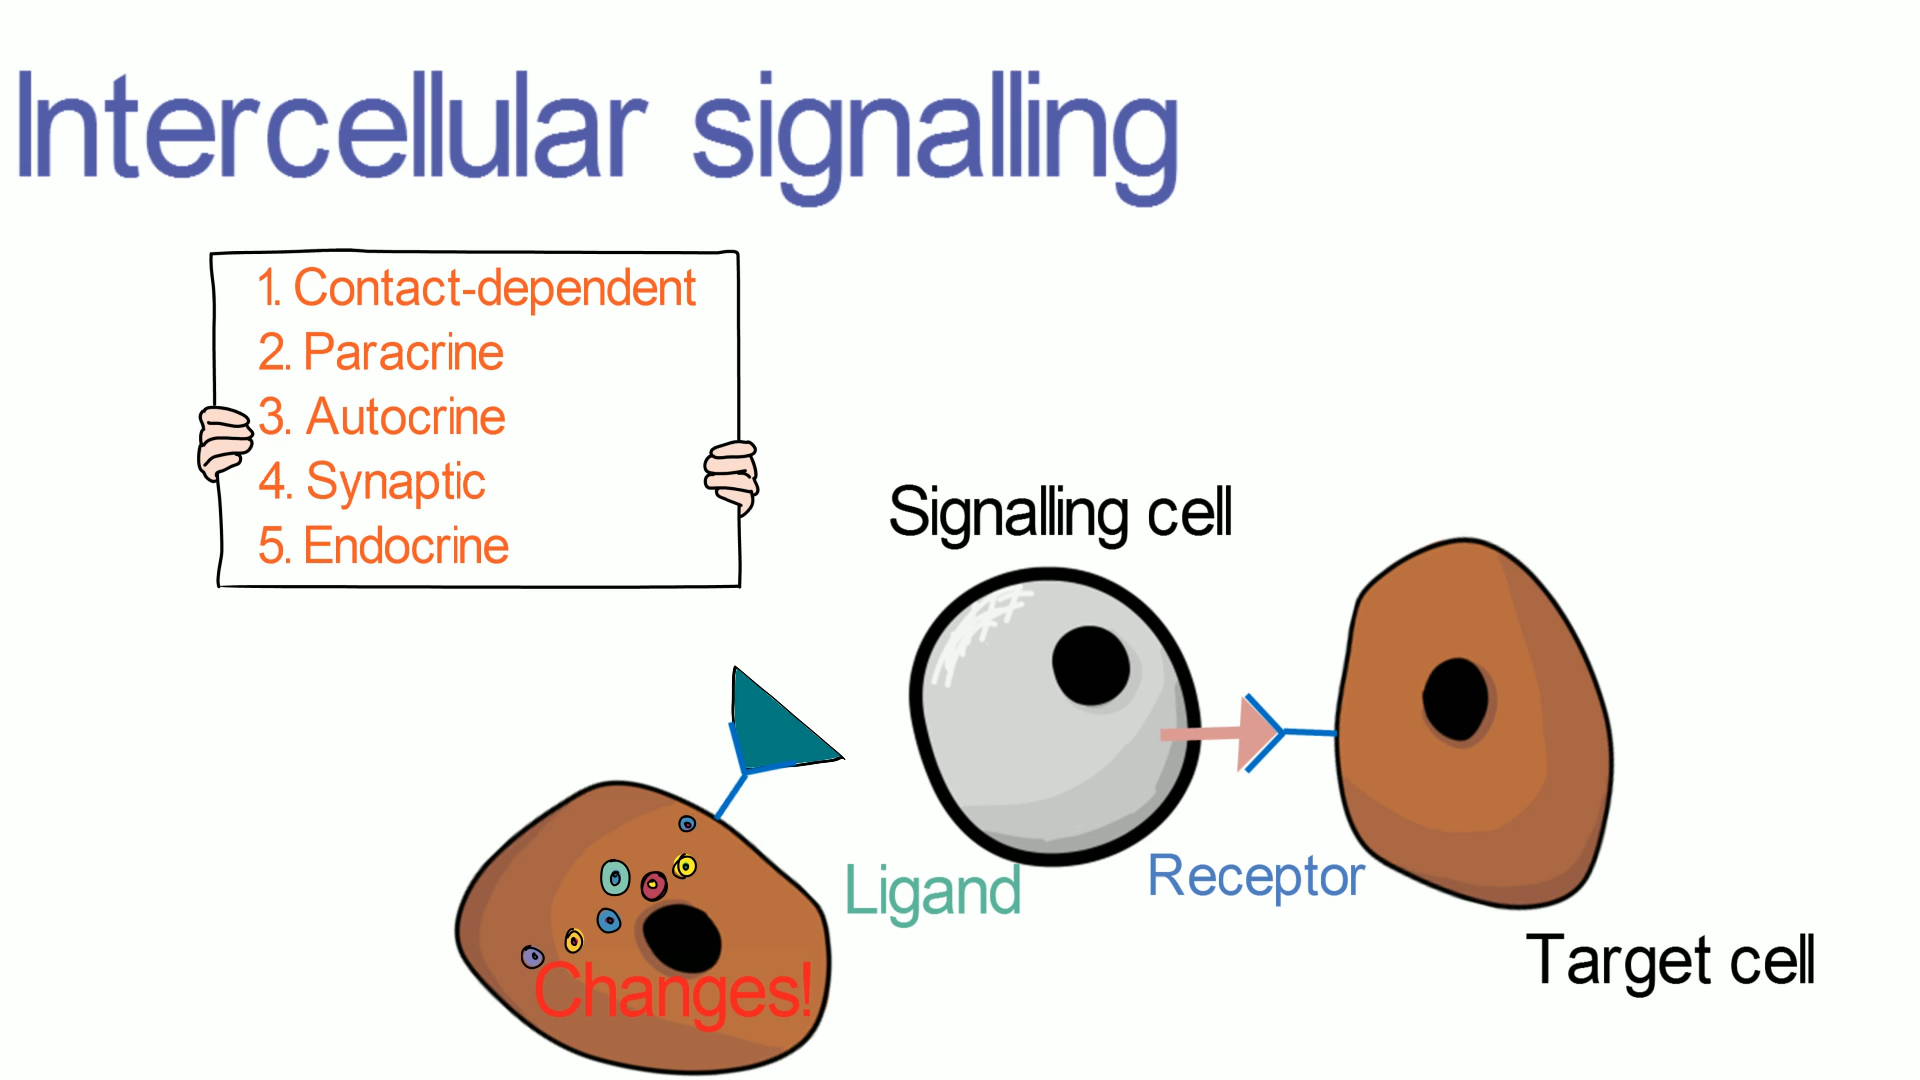 Intercellular signalling
1. Contact-dependent
2. Paracrine
3. Autocrine
4. Synaptic
5. Endocrine
Signalling cell
Ligand
Receptor
Target cell
Changes!